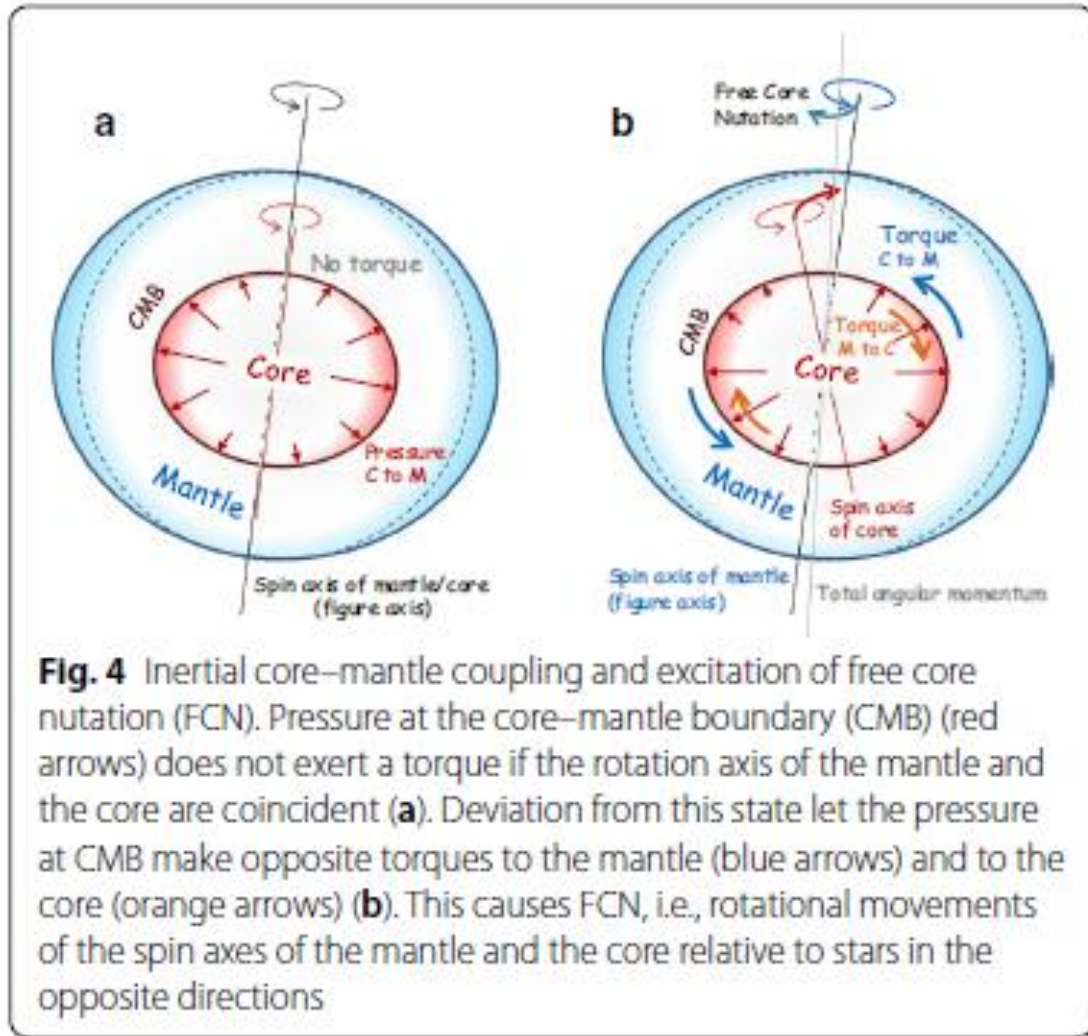 a
No torque
CMB
Core
Pressure
C to M
Mantle
Spin axis of mantle/core
(figure axis)
b
Free Core
Nutation
Torque
C to M
CMB
Torque
M to C
Core
Mantle
Spin axis
of core
Spin axis of mantle
(figure axis)
Total angular momentum
Fig. 4 Inertial core–mantle coupling and excitation of free core
nutation (FCN). Pressure at the core–mantle boundary (CMB) (red
arrows) does not exert a torque if the rotation axis of the mantle and
the core are coincident (a). Deviation from this state let the pressure
at CMB make opposite torques to the mantle (blue arrows) and to the
core (orange arrows) (b). This causes FCN, i.e., rotational movements
of the spin axes of the mantle and the core relative to stars in the
opposite directions